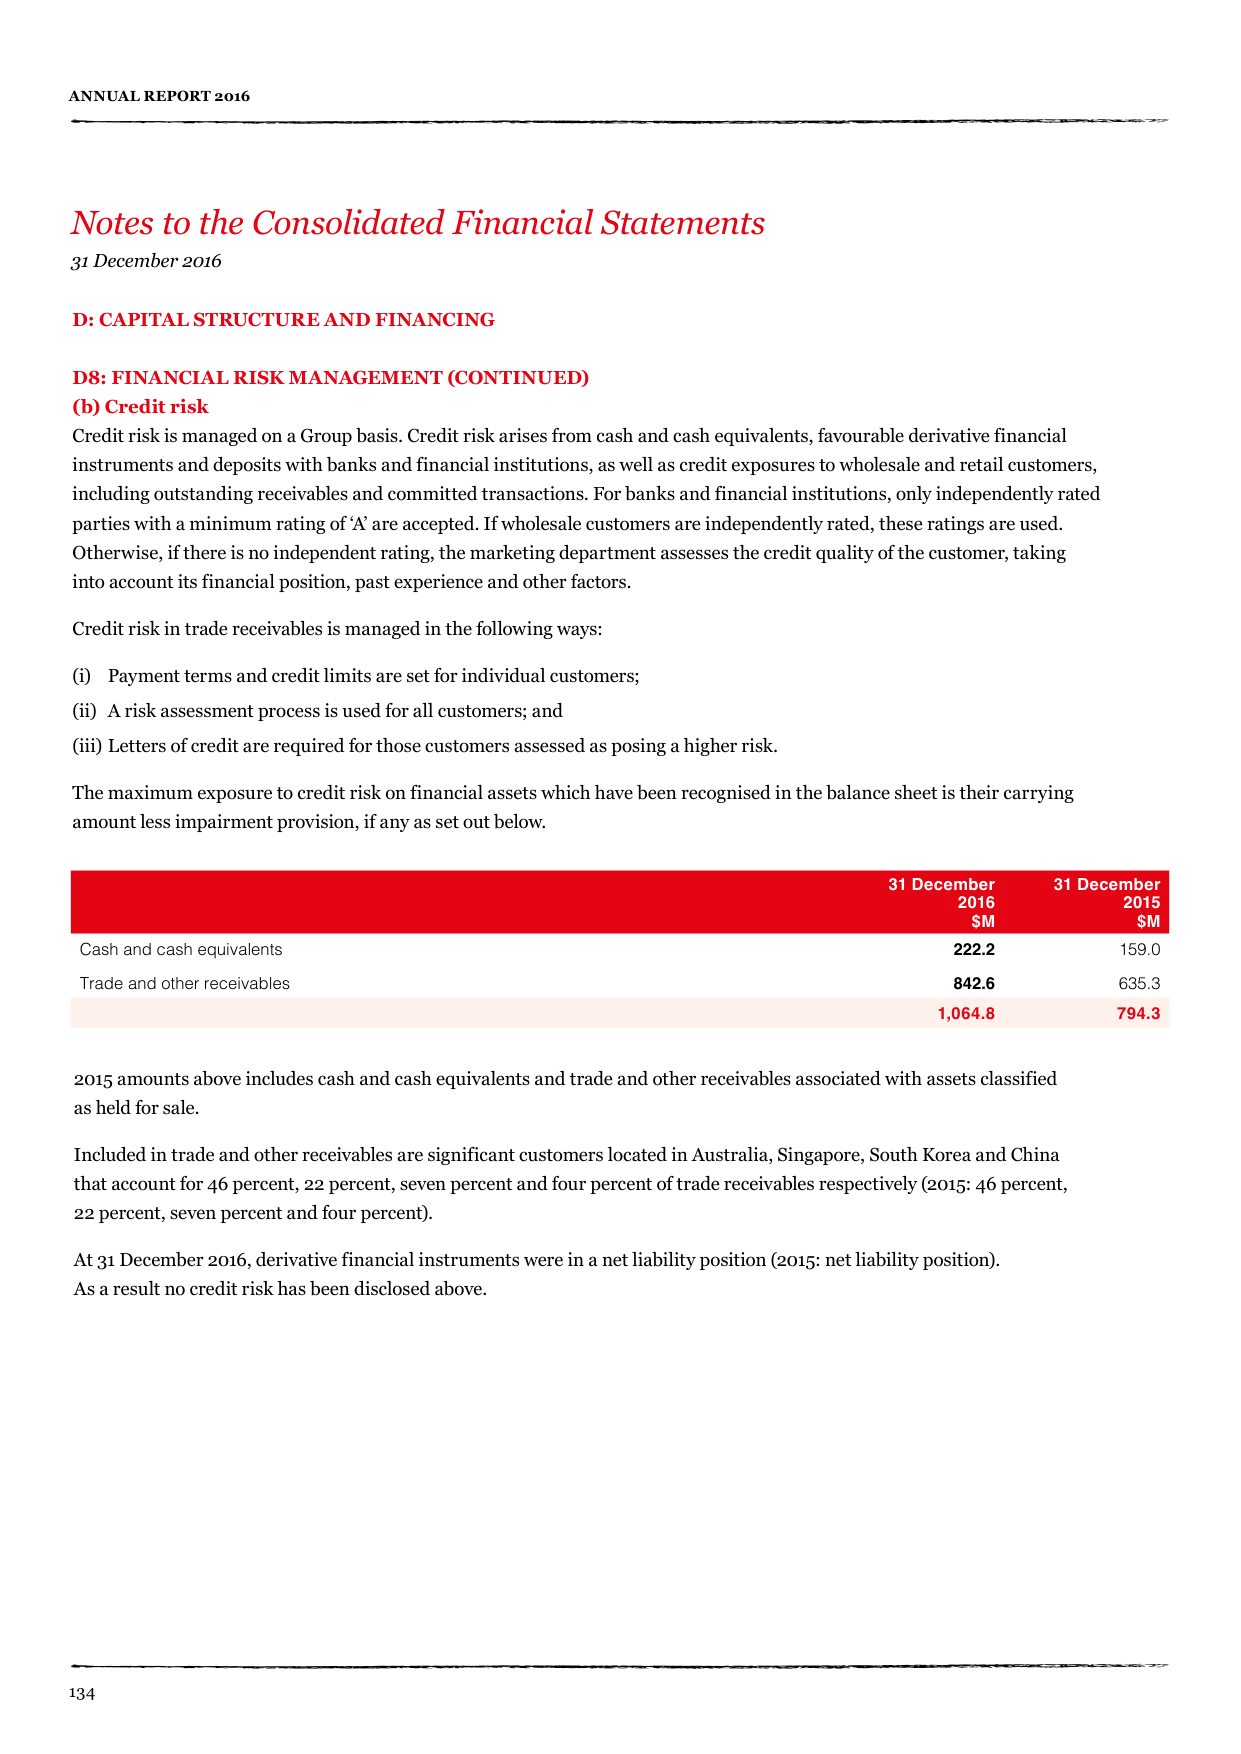 ANNUAL REPORT 2016
Notes to the Consolidated Financial Statements
31 December 2016
D: CAPITAL STRUCTURE AND FINANCING
D8: FINANCIAL RISK MANAGEMENT (CONTINUED)
(b) Credit risk
Credit risk is managed on a Group basis. Credit risk arises from cash and cash equivalents, favourable derivative financial
instruments and deposits with banks and financial institutions, as well as credit exposures to wholesale and retail customers,
including outstanding receivables and committed transactions. For banks and financial institutions, only independently rated
parties with a minimum rating of ‘A’ are accepted. If wholesale customers are independently rated, these ratings are used.
Otherwise, if there is no independent rating, the marketing department assesses the credit quality of the customer, taking
into account its financial position, past experience and other factors.
Credit risk in trade receivables is managed in the following ways:
(i) Payment terms and credit limits are set for individual customers;
(ii) A risk assessment process is used for all customers; and
(iii) Letters of credit are required for those customers assessed as posing a higher risk.
The maximum exposure to credit risk on financial assets which have been recognised in the balance sheet is their carrying
amount less impairment provision, if any as set out below.
31 December 31 December
2016 2015
$M $M
Cash and cash equivalents 222.2 159.0
Trade and other receivables 842.6 635.3
1,064.8 794.3
2015 amounts above includes cash and cash equivalents and trade and other receivables associated with assets classified
as held for sale.
Included in trade and other receivables are significant customers located in Australia, Singapore, South Korea and China
that account for 46 percent, 22 percent, seven percent and four percent of trade receivables respectively (2015: 46 percent,
22 percent, seven percent and four percent).
At 31 December 2016, derivative financial instruments were in a net liability position (2015: net liability position).
As a result no credit risk has been disclosed above.
134